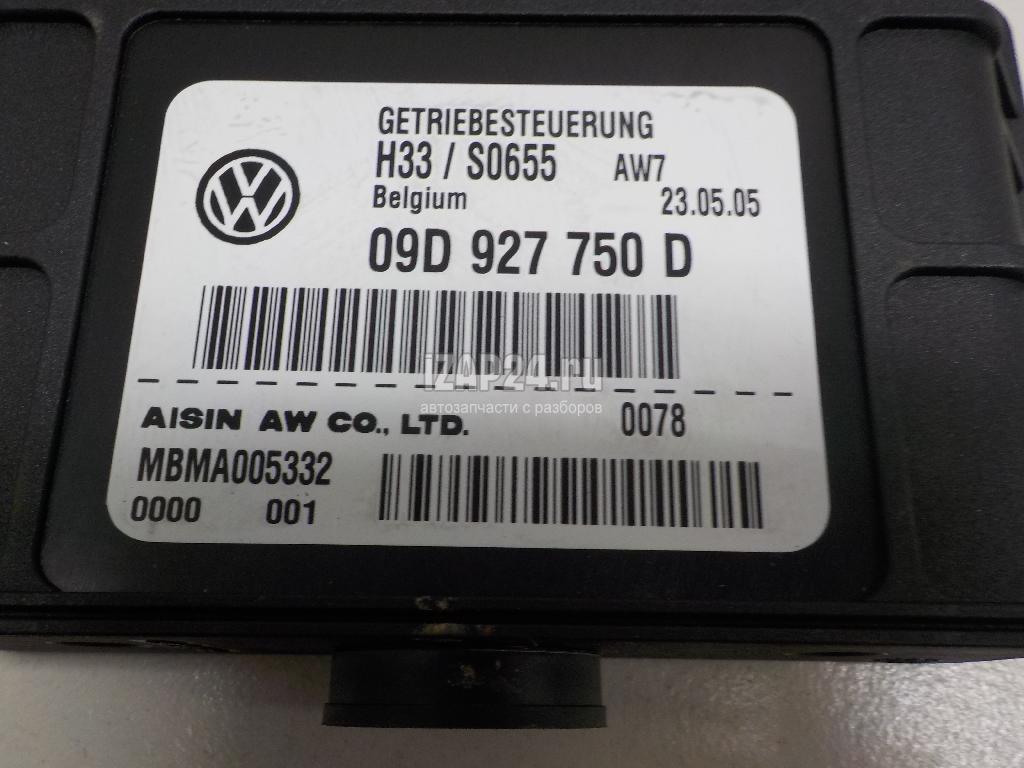 GETRIEBESTEUERUNG
H33 / S0655 AW7
Belgium 23.05.05
09D 927 750 D
iZAP24.ru
автозапчасти с разборов
AISIN AW CO., LTD. 0078
MBMA005332
0000 001